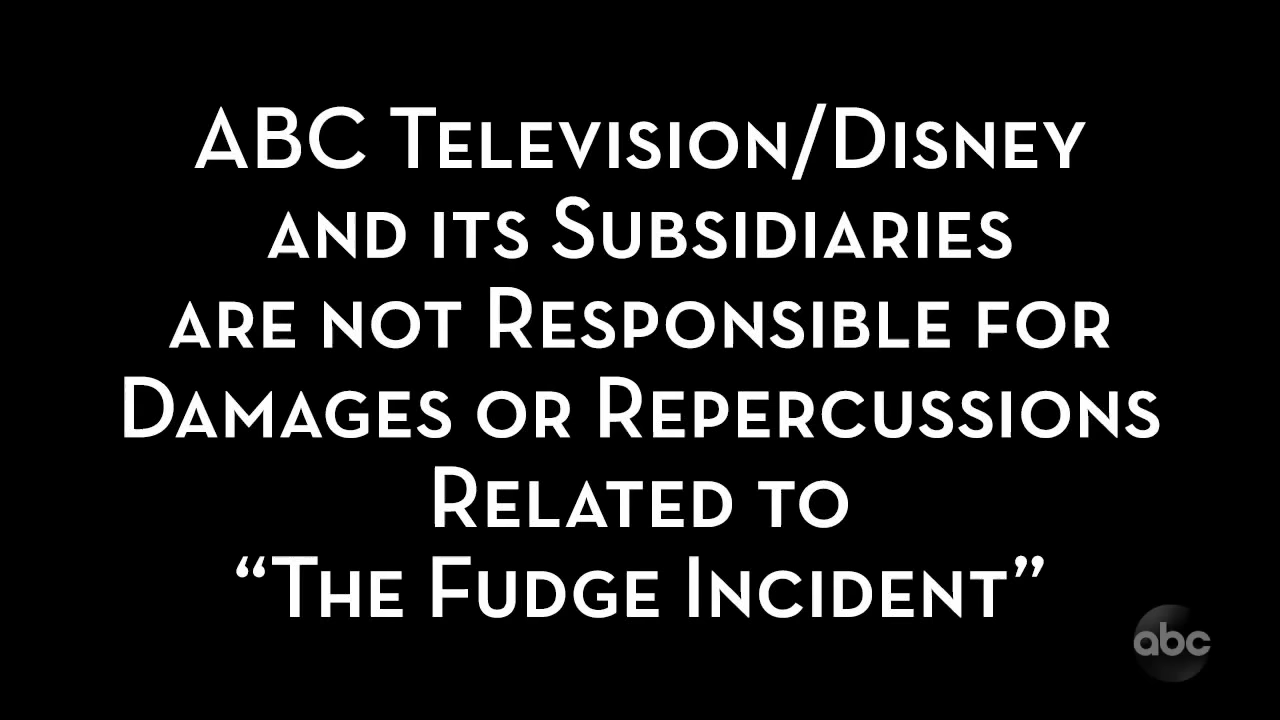 ABC Television/Disney
and its Subsidiaries
are not Responsible for
Damages or Repercussions
Related to
“The Fudge Incident”
abc